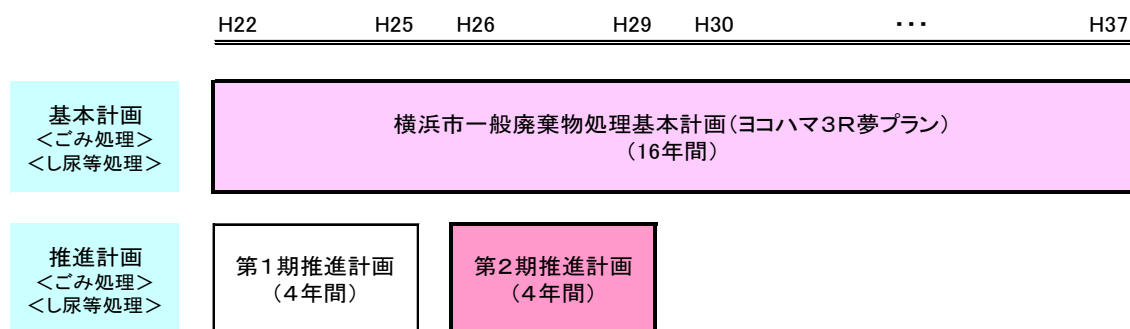 H22 H25 H26 H29 H30 ・・・ H37
基本計画
<ごみ処理>
<し尿等処理>
横浜市一般廃棄物処理基本計画(ヨコハマ3R夢プラン)
(16年間)
推進計画
<ごみ処理>
<し尿等処理>
第1期推進計画
(4年間)
第2期推進計画
(4年間)